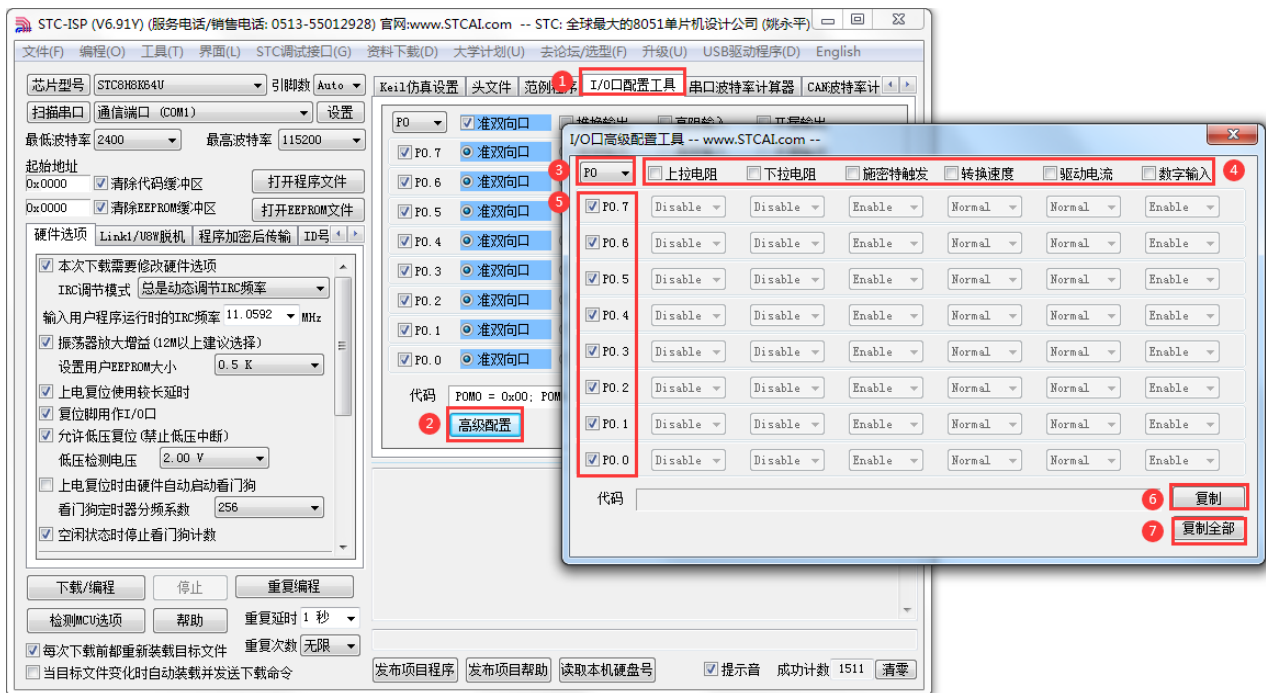 STC-ISP (V6.91Y) (服务电话/销售电话: 0513-55012928) 官网:www.STCAI.com -- STC: 全球最大的8051单片机设计公司 (姚永平)
文件(F) 编程(O) 工具(T) 界面(L) STC调试接口(G) 资料下载(D) 大学计划(U) 去论坛/选型(F) 升级(U) USB驱动程序(D) English
芯片型号 STC8H8K64U 引脚数 Auto
扫描串口 通信端口 (COM1) 设置
最低波特率 2400 最高波特率 115200
起始地址
0x0000 清除代码缓冲区 打开程序文件
0x0000 清除EEPROM缓冲区 打开EEPROM文件
硬件选项 Link1/U8W脱机 程序加密后传输 ID号
本次下载需要修改硬件选项
IRC调节模式 总是动态调节IRC频率
输入用户程序运行时的IRC频率 11.0592 MHz
振荡器放大增益(12M以上建议选择)
设置用户EEPROM大小 0.5 K
上电复位使用较长延时
复位脚用作I/O口
允许低压复位(禁止低压中断)
低压检测电压 2.00 V
上电复位时由硬件自动启动看门狗
看门狗定时器分频系数 256
空闲状态时停止看门狗计数
下载/编程 停止 重复编程
检测MCU选项 帮助 重复延时 1 秒
每次下载前都重新装载目标文件 重复次数 无限
当目标文件变化时自动装载并发送下载命令
Keil仿真设置 头文件 范例程序 1 I/O口配置工具 串口波特率计算器 CAN波特率计
P0 准双向口 推挽输出 高阻输入 开漏输出
P0.7 准双向口
P0.6 准双向口
P0.5 准双向口
P0.4 准双向口
P0.3 准双向口
P0.2 准双向口
P0.1 准双向口
P0.0 准双向口
代码 P0M0 = 0x00; P0M
2 高级配置
发布项目程序 发布项目帮助 读取本机硬盘号 提示音 成功计数 1511 清零
I/O口高级配置工具 -- www.STCAI.com --
3 P0 上拉电阻 下拉电阻 施密特触发 转换速度 驱动电流 数字输入 4
5 P0.7 Disable Disable Enable Normal Normal Enable
P0.6 Disable Disable Enable Normal Normal Enable
P0.5 Disable Disable Enable Normal Normal Enable
P0.4 Disable Disable Enable Normal Normal Enable
P0.3 Disable Disable Enable Normal Normal Enable
P0.2 Disable Disable Enable Normal Normal Enable
P0.1 Disable Disable Enable Normal Normal Enable
P0.0 Disable Disable Enable Normal Normal Enable
代码 6 复制
7 复制全部